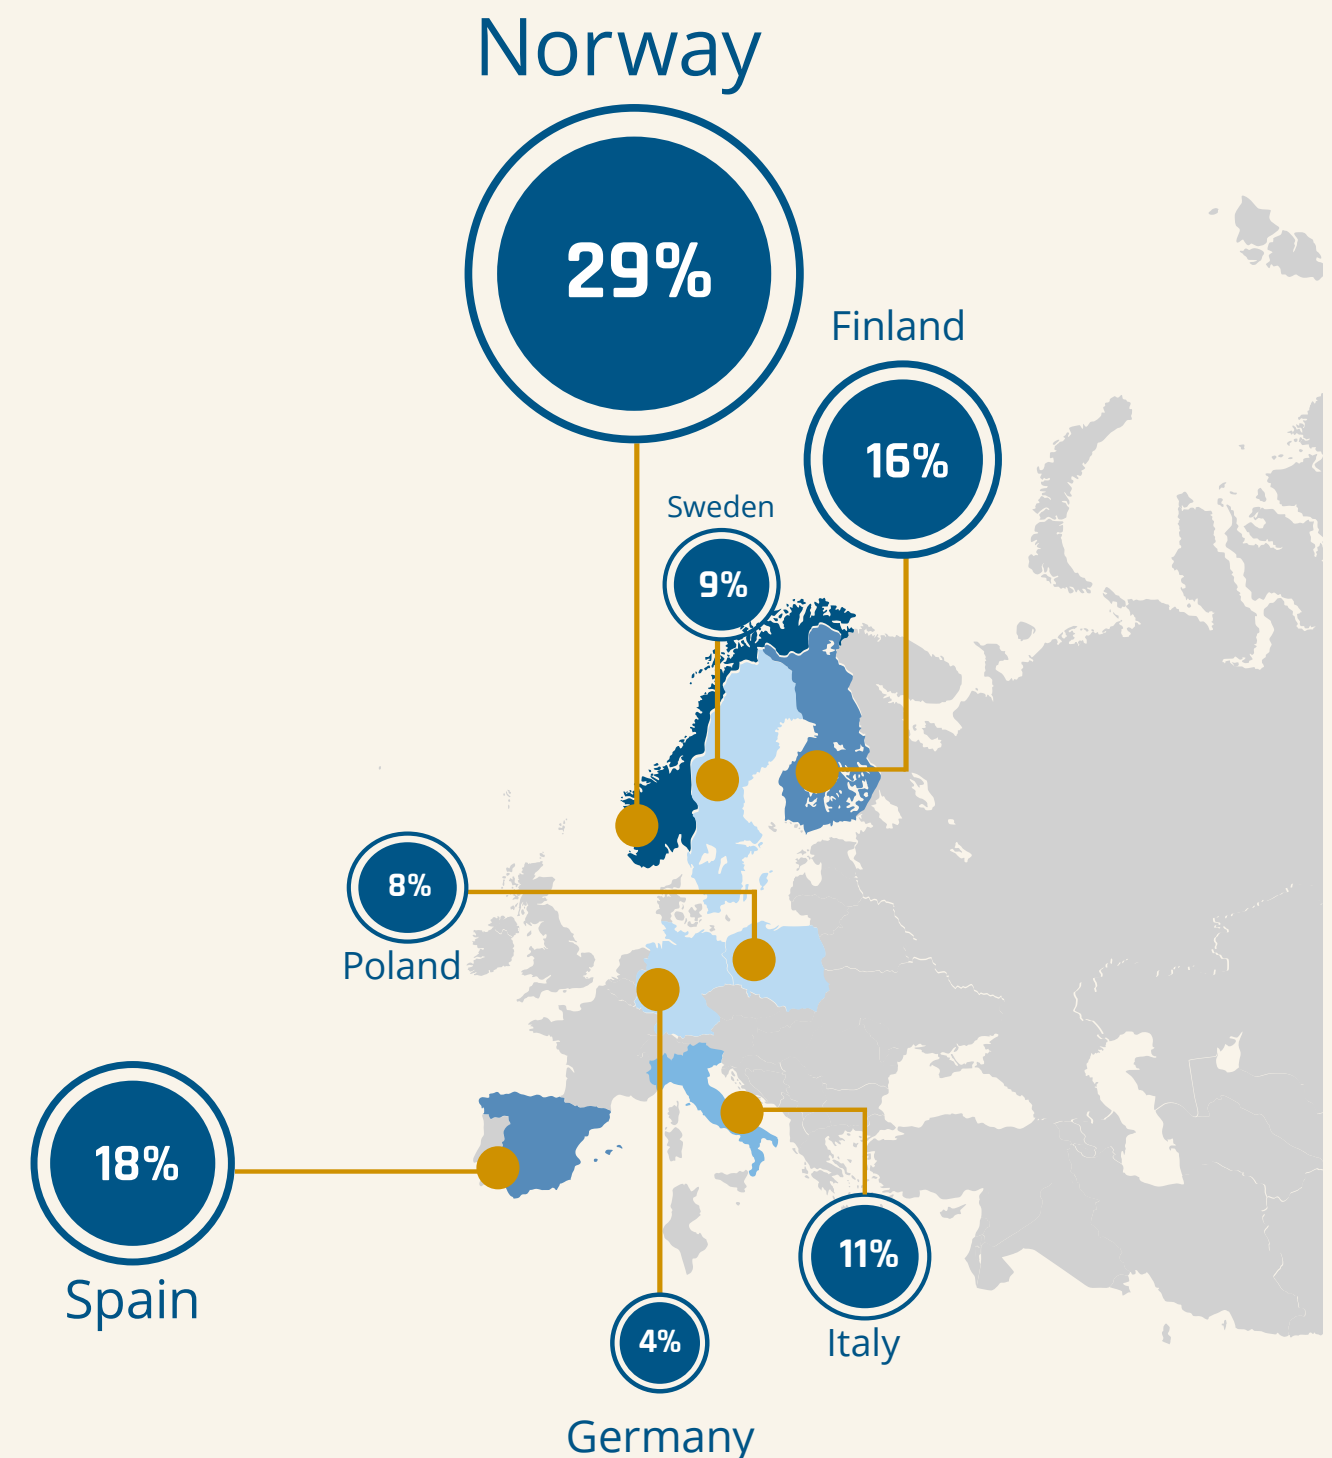 Norway
29%
Finland
16%
Sweden
9%
8%
Poland
18%
Spain
11%
Italy
4%
Germany